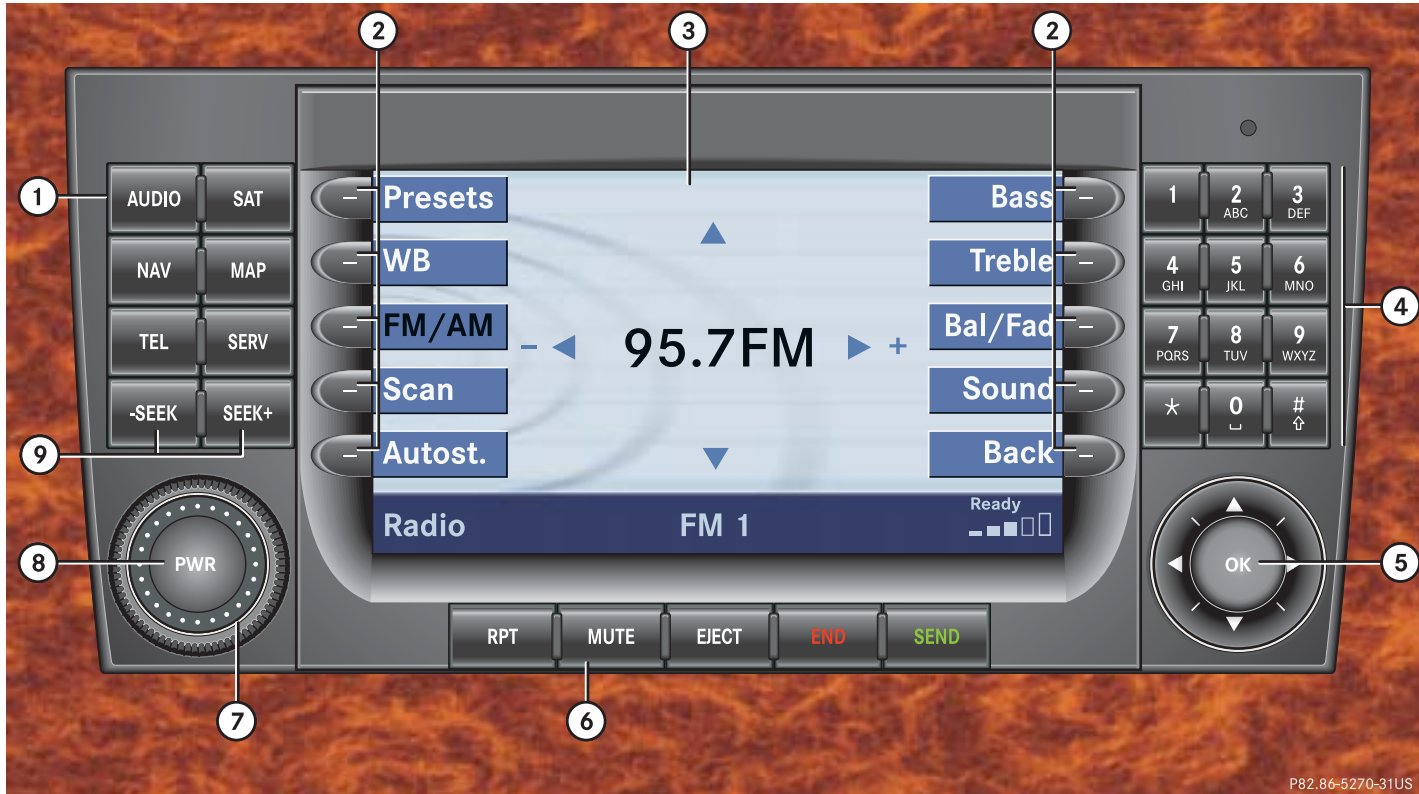 2 3 2
1 AUDIO SAT
NAV MAP
TEL SERV
-SEEK SEEK+
9
8 PWR
7
Presets
WB
FM/AM
Scan
Autost.
- 95.7FM +
Bass
Treble
Bal/Fad
Sound
Back
Radio FM 1 Ready
RPT MUTE EJECT END SEND
6
1 2 ABC 3 DEF
4 GHI 5 JKL 6 MNO
7 PQRS 8 TUV 9 WXYZ
* 0 #
4
OK 5
P82.86-5270-31US